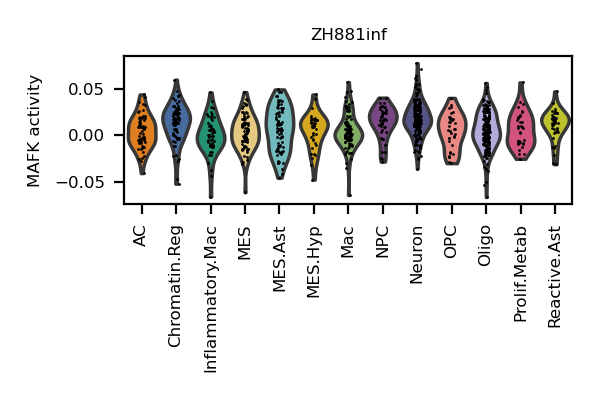 ZH881inf
MAFK activity
0.05
0.00
−0.05
AC
Chromatin.Reg
Inflammatory.Mac
MES
MES.Ast
MES.Hyp
Mac
NPC
Neuron
OPC
Oligo
Prolif.Metab
Reactive.Ast